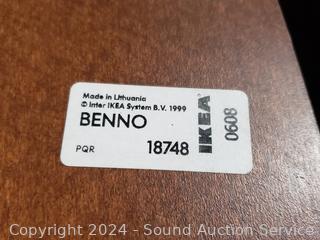 Made in Lithuania
© Inter IKEA System B.V. 1999
BENNO
PQR 18748
IKEA
0608
Copyright 2024 - Sound Auction Service